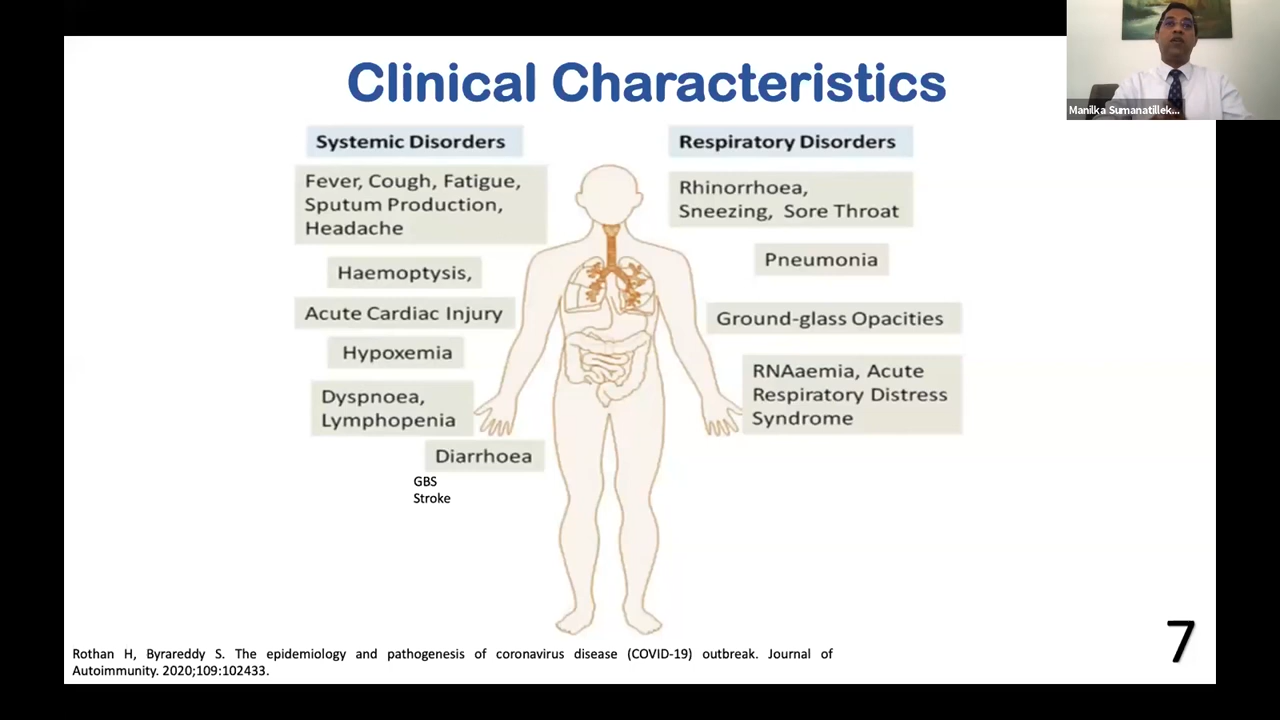 Clinical Characteristics
Manilka Sumanatillek...
Systemic Disorders
Fever, Cough, Fatigue,
Sputum Production,
Headache
Haemoptysis,
Acute Cardiac Injury
Hypoxemia
Dyspnoea,
Lymphopenia
Diarrhoea
GBS
Stroke
Respiratory Disorders
Rhinorrhoea,
Sneezing, Sore Throat
Pneumonia
Ground-glass Opacities
RNAaemia, Acute
Respiratory Distress
Syndrome
Rothan H, Byrareddy S. The epidemiology and pathogenesis of coronavirus disease (COVID-19) outbreak. Journal of
Autoimmunity. 2020;109:102433.
7